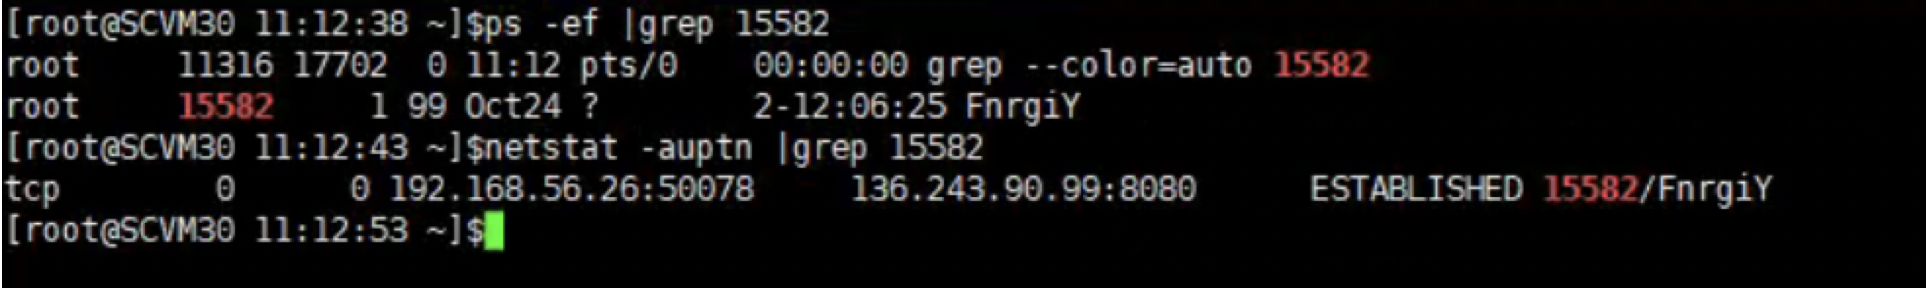 [root@SCVM30 11:12:38 ~]$ps -ef |grep 15582
root 11316 17702 0 11:12 pts/0 00:00:00 grep --color=auto 15582
root 15582 1 99 Oct24 ? 2-12:06:25 FnrgiY
[root@SCVM30 11:12:43 ~]$netstat -auptn |grep 15582
tcp 0 0 192.168.56.26:50078 136.243.90.99:8080 ESTABLISHED 15582/FnrgiY
[root@SCVM30 11:12:53 ~]$